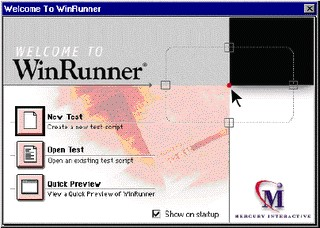 Welcome To WinRunner
WELCOME TO
WinRunner®
New Test
Create a new test script
Open Test
Open an existing test script
Quick Preview
View a Quick Preview of WinRunner
Show on startup
M
MERCURY INTERACTIVE